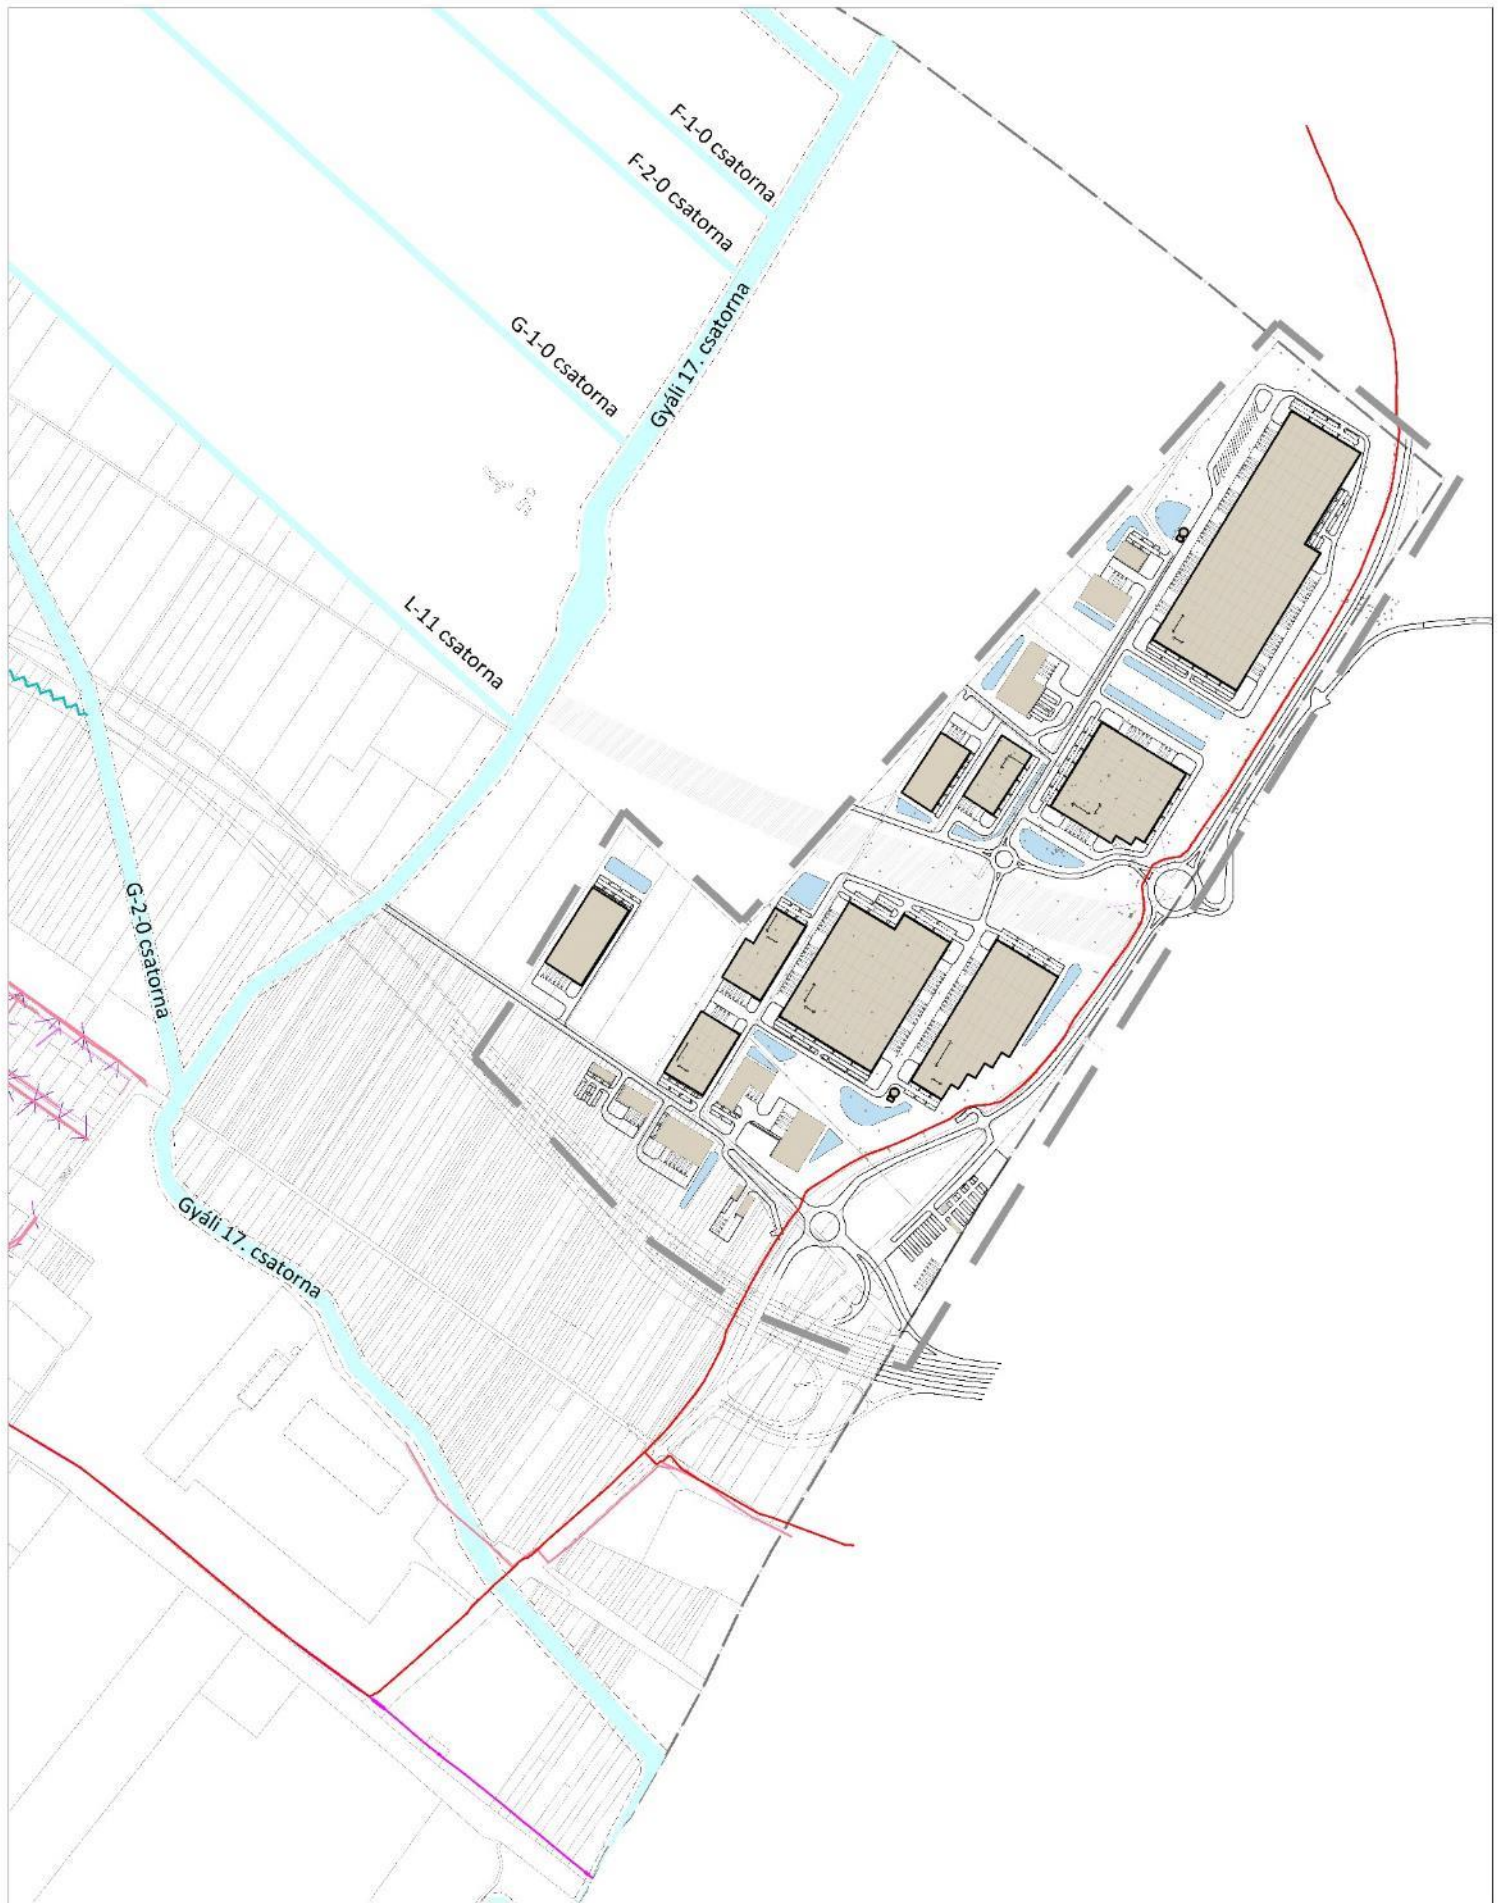 F-1-0 csatorna
F-2-0 csatorna
Gyáli 17. csatorna
G-1-0 csatorna
L-11 csatorna
G-2-0 csatorna
Gyáli 17. csatorna